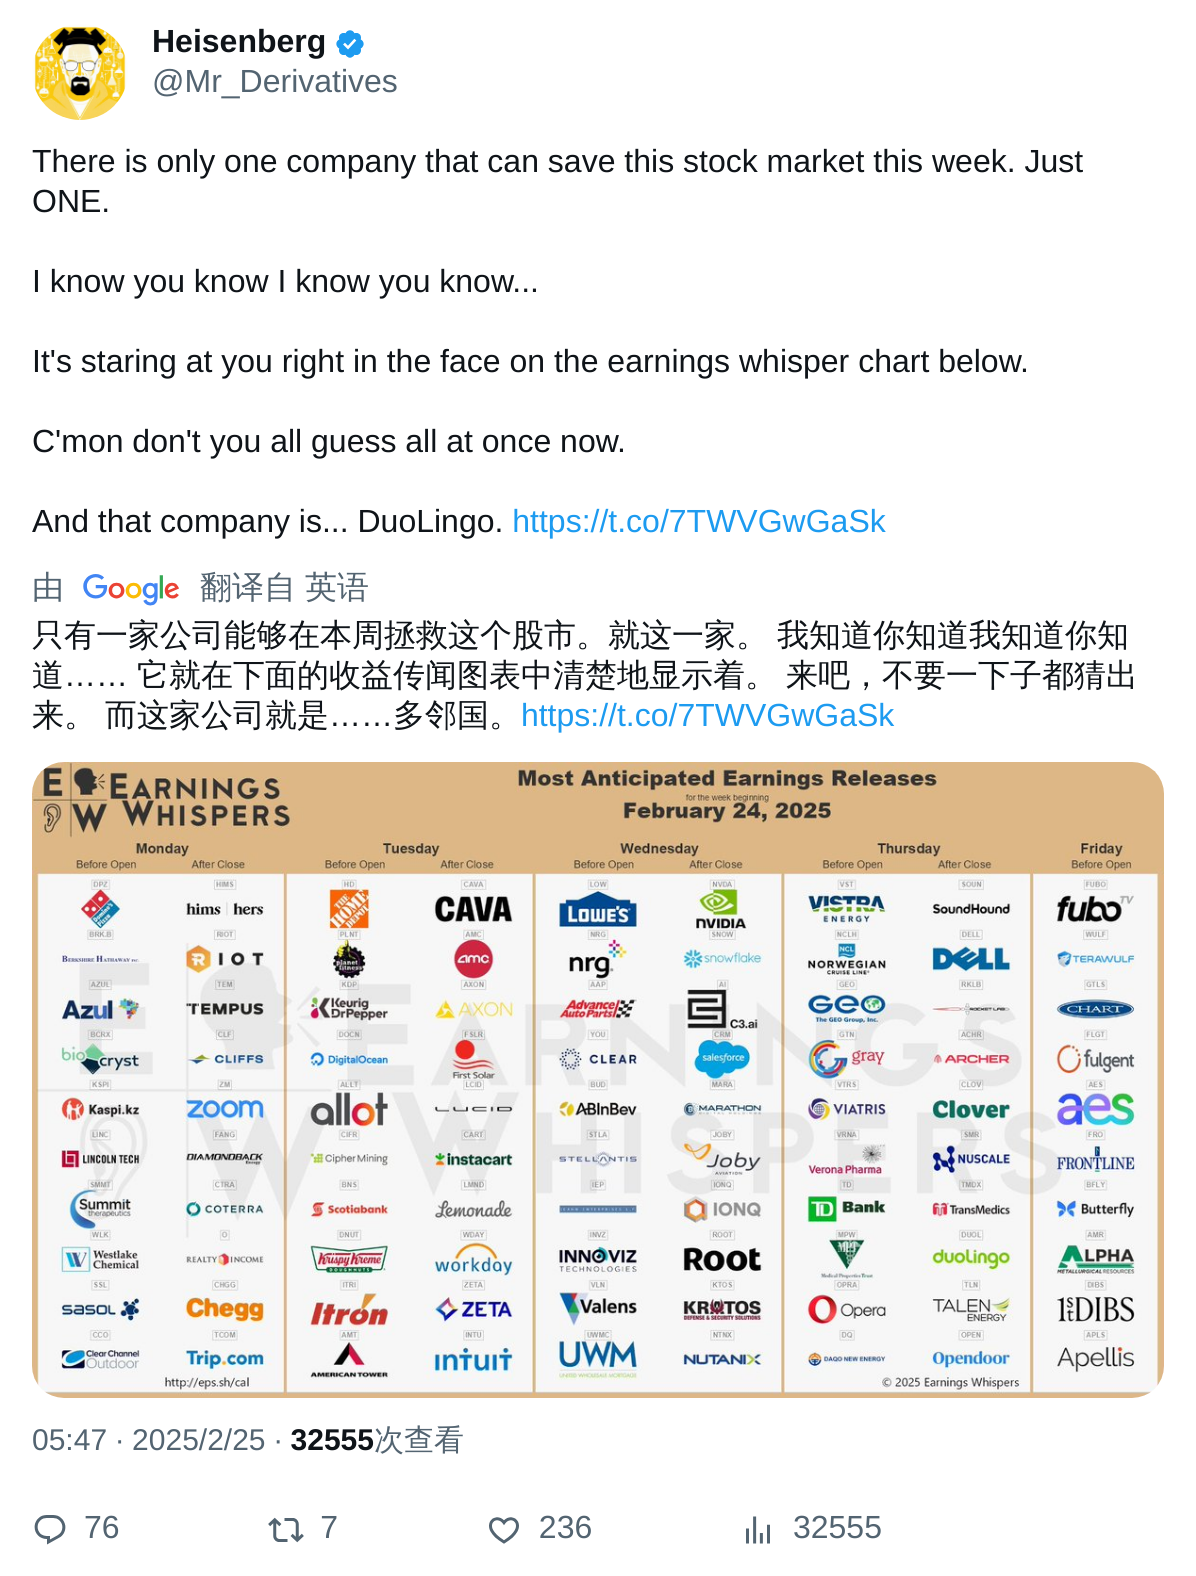 Heisenberg
@Mr_Derivatives
There is only one company that can save this stock market this week. Just
ONE.
I know you know I know you know...
It's staring at you right in the face on the earnings whisper chart below.
C'mon don't you all guess all at once now.
And that company is... DuoLingo. https://t.co/7TWVGwGaSk
由 Google 翻译自 英语
只有一家公司能够在本周拯救这个股市。就这一家。 我知道你知道我知道你知
道…… 它就在下面的收益传闻图表中清楚地显示着。 来吧，不要一下子都猜出
来。 而这家公司就是……多邻国。https://t.co/7TWVGwGaSk
E W EARNINGS WHISPERS
Most Anticipated Earnings Releases
for the week beginning
February 24, 2025
Monday Tuesday Wednesday Thursday Friday
Before Open After Close Before Open After Close Before Open After Close Before Open After Close Before Open
DPZ HIMS HD CAVA LOW NVDA VST SOUN FUBO
Domino's Pizza hims hers THE HOME DEPOT CAVA LOWE'S NVIDIA VISTRA ENERGY SoundHound fubo TV
BRK.B RIOT PLNT AMC NRG SNOW NCLH DELL WULF
BERKSHIRE HATHAWAY INC. RIOT planet fitness amc nrg snowflake NCL NORWEGIAN CRUISE LINE DELL TERAWULF
AZUL TEM KDP AXON AAP AI GEO RKLB GTLS
Azul TEMPUS Keurig DrPepper AXON Advance Auto Parts C3.ai GEO The GEO Group, Inc. ROCKET LAB CHART
BCRX CLF DOCN FSLR YOU CRM GTN ACHR FLGT
biocryst CLIFFS DigitalOcean First Solar CLEAR salesforce gray ARCHER fulgent
KSPI ZM ALLT LCID BUD MARA VTRS CLOV AES
Kaspi.kz zoom allot LUCID ABInBev MARATHON VIATRIS Clover aes
LINC FANG CIFR CART STLA JOBY VRNA SMR FRO
LINCOLN TECH DIAMONDBACK Energy CipherMining instacart STELLANTIS Joby AVIATION Verona Pharma NUSCALE FRONTLINE
SMMT CTRA BNS LMND IEP IONQ TD TMDX BFLY
Summit therapeutics COTERRA Scotiabank Lemonade ICAHN ENTERPRISES L.P. IONQ TD Bank TransMedics Butterfly
WLK O DNUT WDAY INVZ ROOT MPW DUOL AMR
Westlake Chemical REALTY INCOME Krispy Kreme DOUGHNUTS workday INNOVIZ TECHNOLOGIES Root MPT Medical Properties Trust duolingo ALPHA METALLURGICAL RESOURCES
SSL CHGG ITRI ZETA VLN KTOS OPRA TLN DIBS
sasol Chegg Itron ZETA Valens KRATOS DEFENSE & SECURITY SOLUTIONS Opera TALEN ENERGY 1stDIBS
CCO TCOM AMT INTU UWMC NTNX DQ OPEN APLS
Clear Channel Outdoor Trip.com AMERICAN TOWER intuit UWM UNITED WHOLESALE MORTGAGE NUTANIX DAQO NEW ENERGY Opendoor Apellis
http://eps.sh/cal © 2025 Earnings Whispers
05:47 · 2025/2/25 · 32555次查看
76 7 236 32555